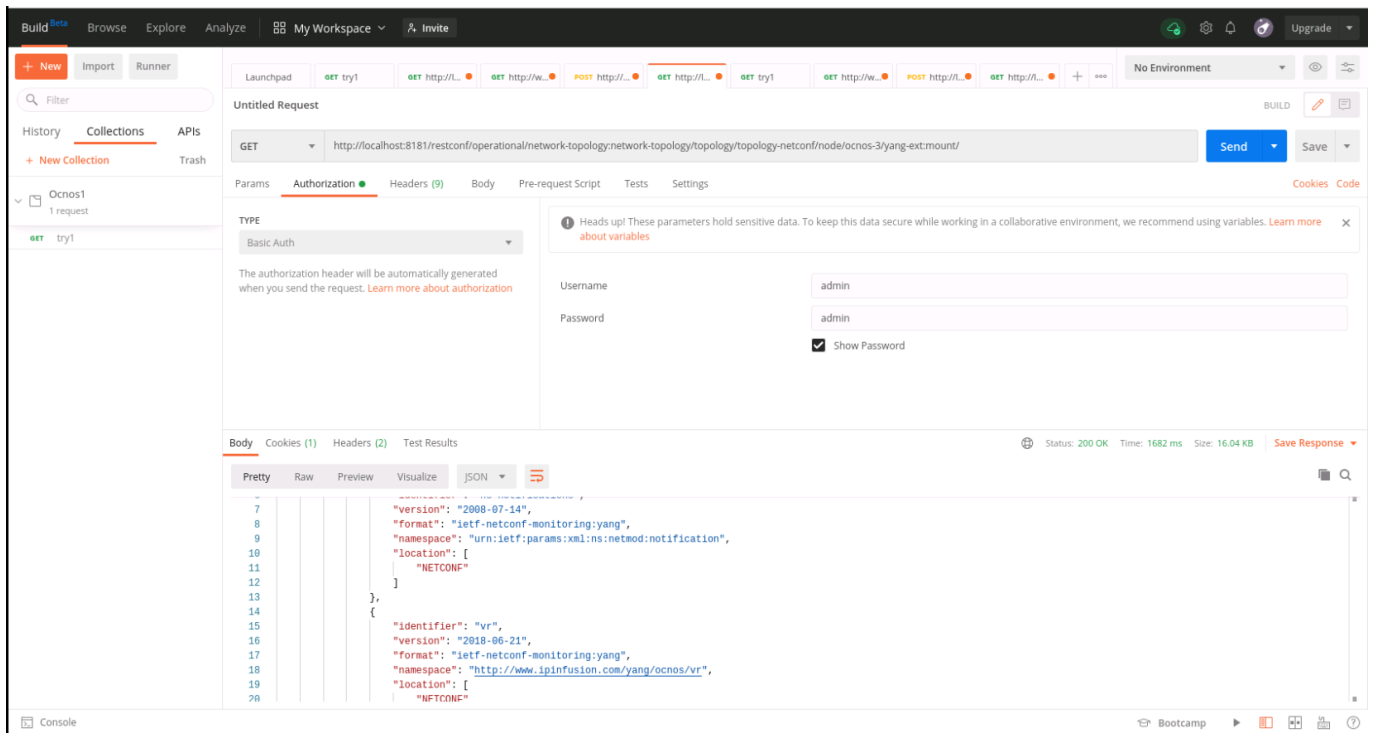 Build Beta Browse Explore Analyze My Workspace Invite Upgrade
+ New Import Runner
Launchpad GET try1 GET http://l... GET http://w... POST http://... GET http://l... GET try1 GET http://w... POST http://l... GET http://l... + No Environment
Filter
Untitled Request BUILD
History Collections APIs
GET http://localhost:8181/restconf/operational/network-topology:network-topology/topology/topology-netconf/node/ocnos-3/yang-ext:mount/ Send Save
+ New Collection Trash
Params Authorization Headers (9) Body Pre-request Script Tests Settings Cookies Code
Ocnos1
1 request
GET try1
TYPE
Basic Auth
The authorization header will be automatically generated
when you send the request. Learn more about authorization
Heads up! These parameters hold sensitive data. To keep this data secure while working in a collaborative environment, we recommend using variables. Learn more
about variables
Username admin
Password admin
Show Password
Body Cookies (1) Headers (2) Test Results Status: 200 OK Time: 1682 ms Size: 16.04 KB Save Response
Pretty Raw Preview Visualize JSON
7 "version": "2008-07-14",
8 "format": "ietf-netconf-monitoring:yang",
9 "namespace": "urn:ietf:params:xml:ns:netmod:notification",
10 "location": [
11 "NETCONF"
12 ]
13 },
14 {
15 "identifier": "vr",
16 "version": "2018-06-21",
17 "format": "ietf-netconf-monitoring:yang",
18 "namespace": "http://www.ipinfusion.com/yang/ocnos/vr",
19 "location": [
20 "NETCONF"
Console Bootcamp